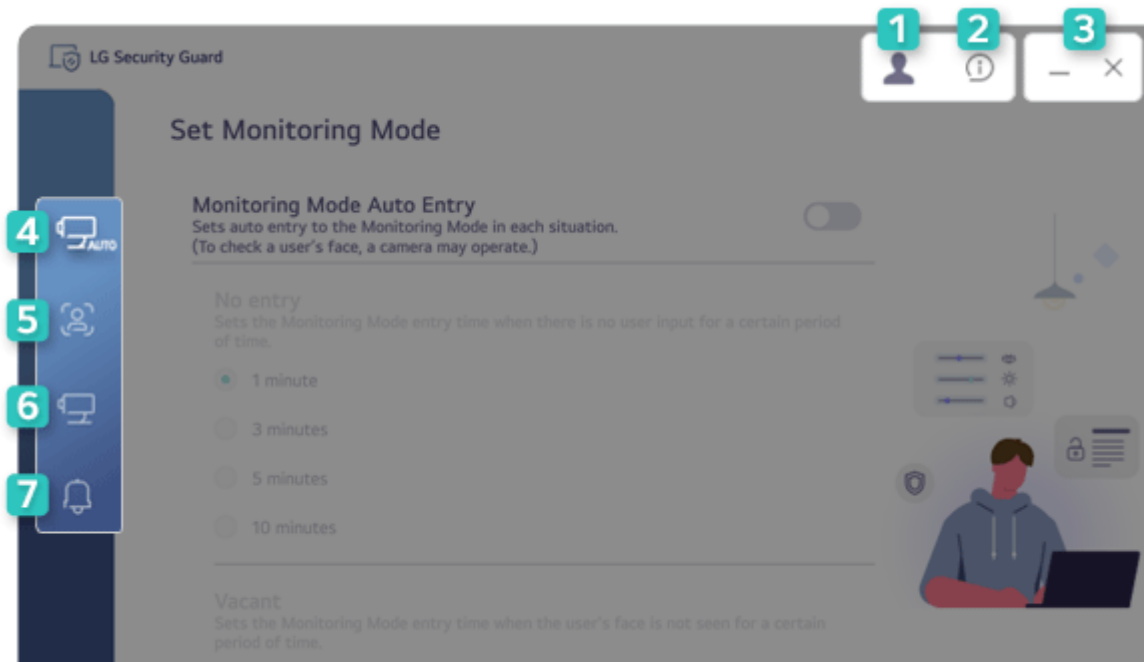 1 2 3
LG Security Guard
Set Monitoring Mode
4 AUTO
Monitoring Mode Auto Entry
Sets auto entry to the Monitoring Mode in each situation.
(To check a user's face, a camera may operate.)
5
No entry
Sets the Monitoring Mode entry time when there is no user input for a certain period
of time.
1 minute
6
3 minutes
7
5 minutes
10 minutes
Vacant
Sets the Monitoring Mode entry time when the user's face is not seen for a certain
period of time.